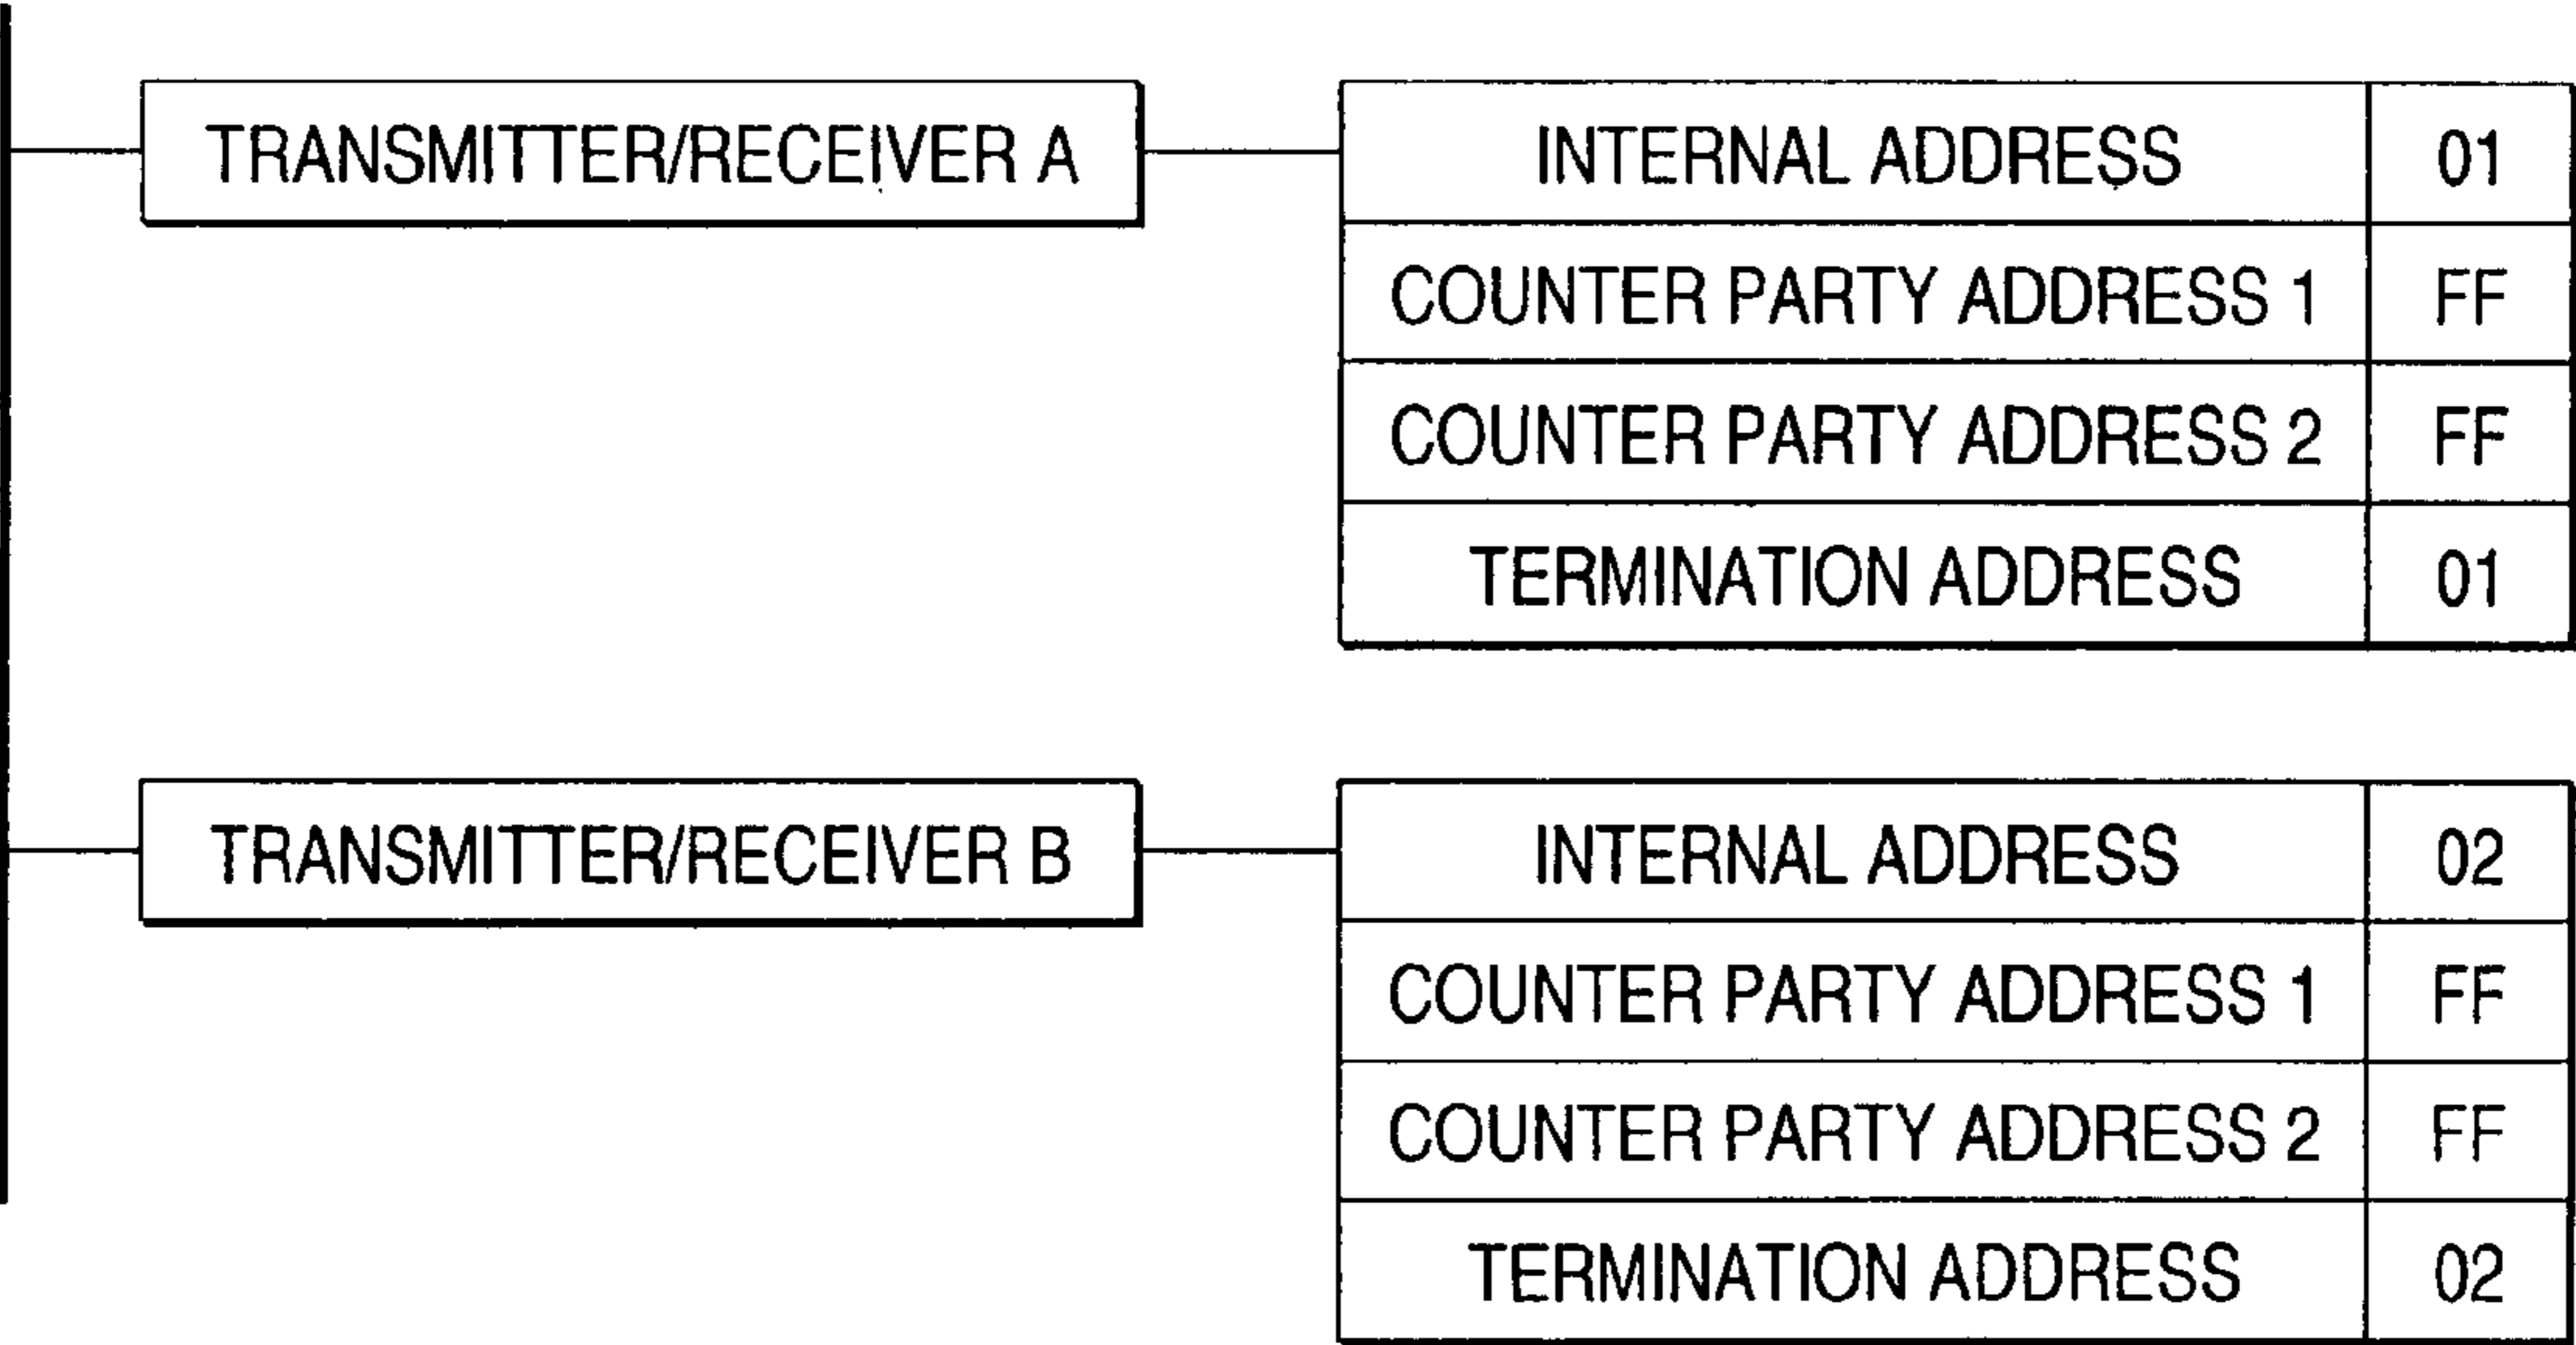 TRANSMITTER/RECEIVER A
INTERNAL ADDRESS 01
COUNTER PARTY ADDRESS 1 FF
COUNTER PARTY ADDRESS 2 FF
TERMINATION ADDRESS 01
TRANSMITTER/RECEIVER B
INTERNAL ADDRESS 02
COUNTER PARTY ADDRESS 1 FF
COUNTER PARTY ADDRESS 2 FF
TERMINATION ADDRESS 02